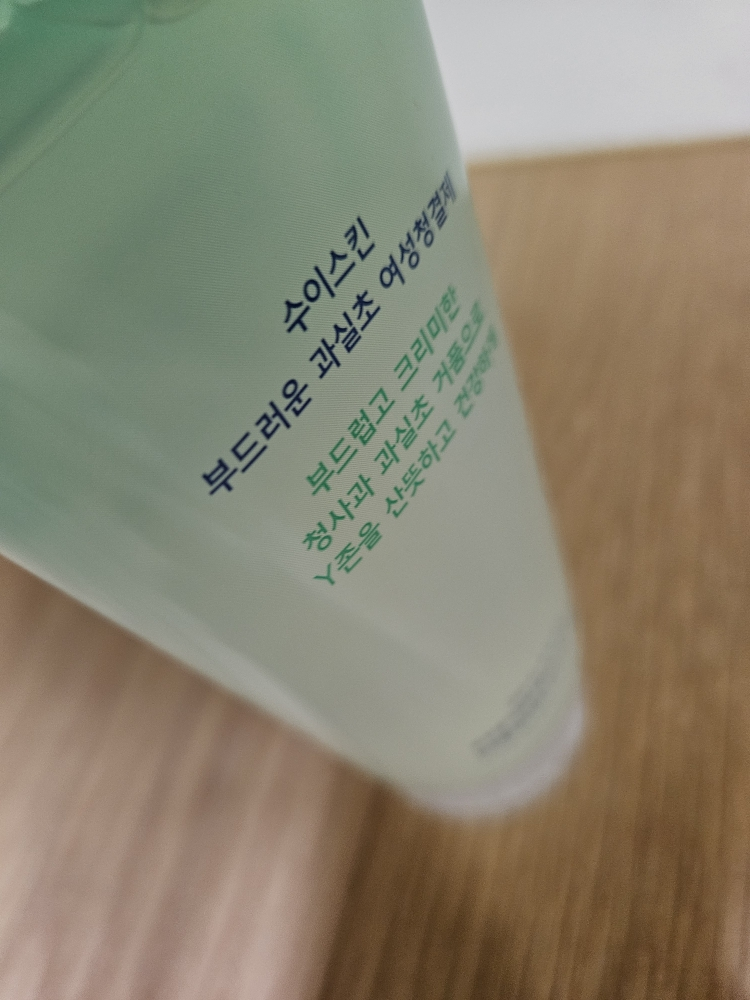 수이스킨
부드러운 과실초 여성청결제
부드럽고 크리미한
청사과 과실초 거품으로
Y존을 산뜻하고 건강하게